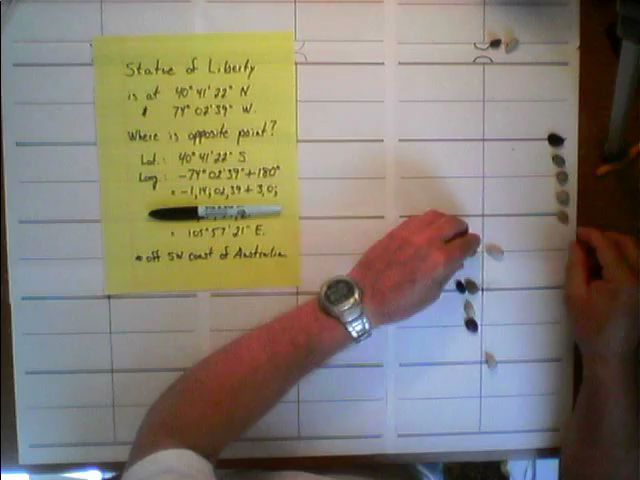 Statue of Liberty
is at 40° 41' 22" N
74° 02' 39" W.
Where is opposite point?
Lat.: 40° 41' 22" S
Long.: -74° 02' 39" + 180°
= -1,14;02,39 + 3,0;
= 105° 57' 21" E.
off SW coast of Australia